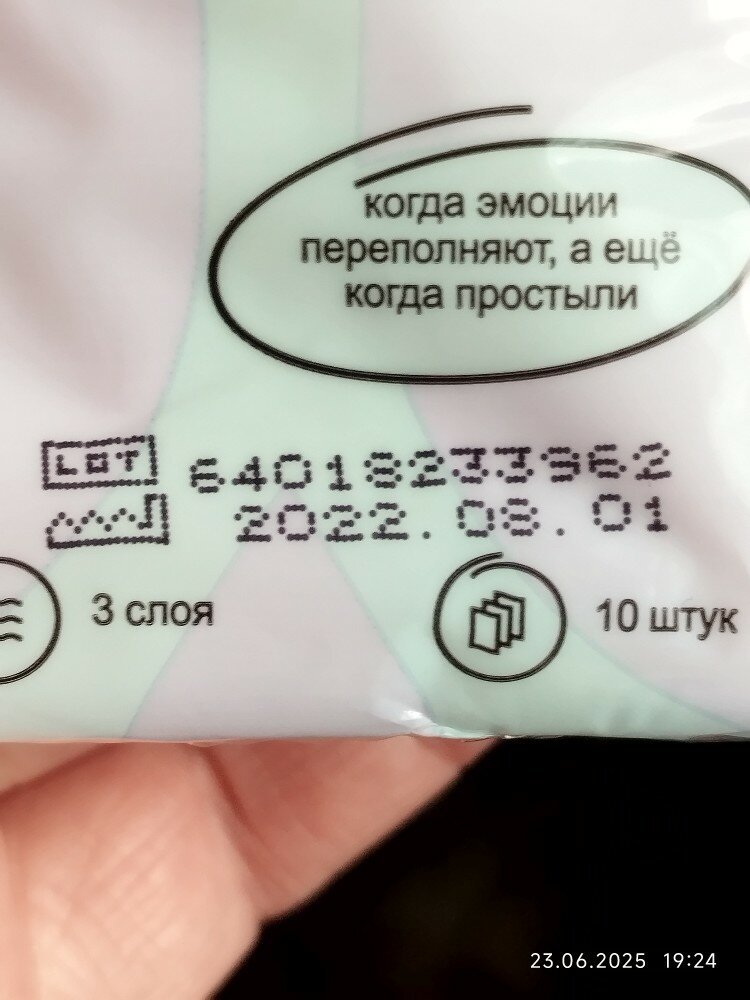 когда эмоции
переполняют, а ещё
когда простыли
LOT 64018233962
2022.08.01
3 слоя
10 штук
23.06.2025 19:24